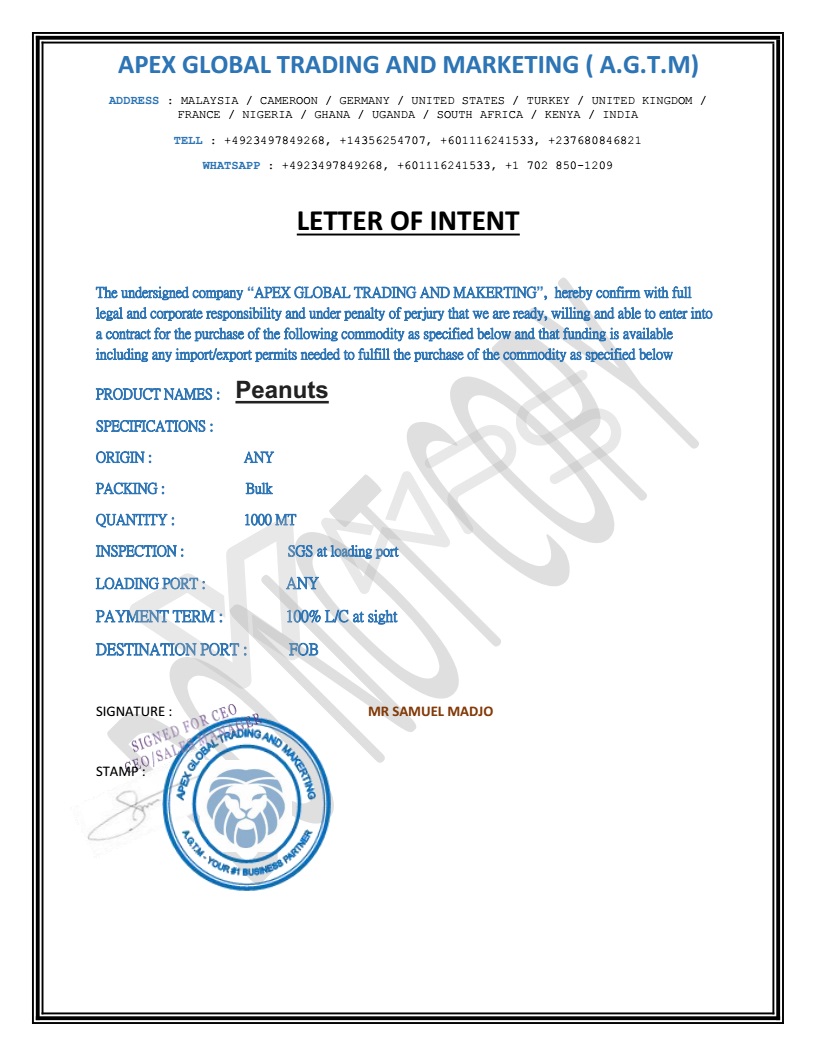 APEX GLOBAL TRADING AND MARKETING ( A.G.T.M)
ADDRESS : MALAYSIA / CAMEROON / GERMANY / UNITED STATES / TURKEY / UNITED KINGDOM /
FRANCE / NIGERIA / GHANA / UGANDA / SOUTH AFRICA / KENYA / INDIA
TELL : +4923497849268, +14356254707, +601116241533, +237680846821
WHATSAPP : +4923497849268, +601116241533, +1 702 850-1209
LETTER OF INTENT
The undersigned company “APEX GLOBAL TRADING AND MAKERTING”, hereby confirm with full
legal and corporate responsibility and under penalty of perjury that we are ready, willing and able to enter into
a contract for the purchase of the following commodity as specified below and that funding is available
including any import/export permits needed to fulfill the purchase of the commodity as specified below
PRODUCT NAMES : Peanuts
SPECIFICATIONS :
ORIGIN : ANY
PACKING : Bulk
QUANTITY : 1000 MT
INSPECTION : SGS at loading port
LOADING PORT : ANY
PAYMENT TERM : 100% L/C at sight
DESTINATION PORT : FOB
SIGNATURE : MR SAMUEL MADJO
SIGNED FOR CEO
CEO/SALES MANAGER
STAMP :
APEX GLOBAL TRADING AND MAKERTING
A.G.T.M - YOUR #1 BUSINESS PARTNER
DO NOT COPY